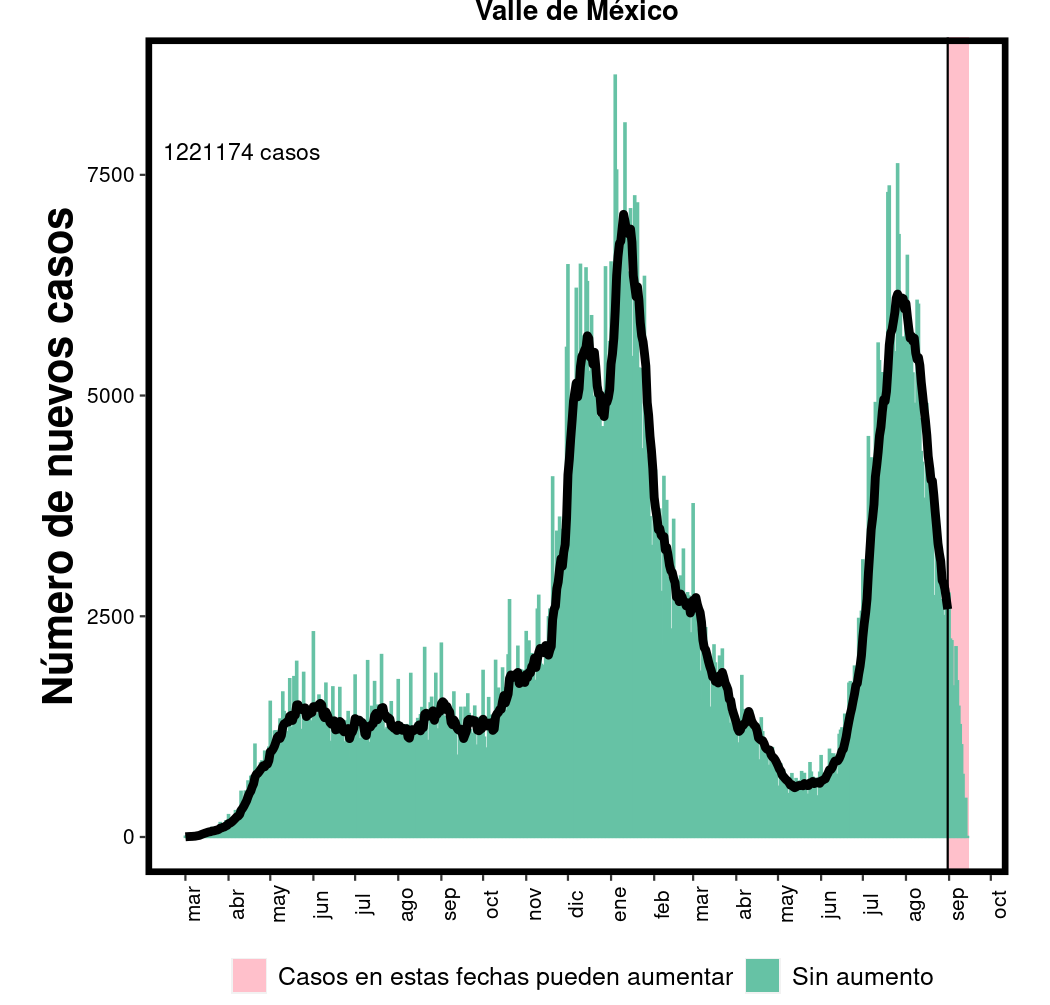 Valle de México
1221174 casos
Número de nuevos casos
7500
5000
2500
0
mar
abr
may
jun
jul
ago
sep
oct
nov
dic
ene
feb
mar
abr
may
jun
jul
ago
sep
oct
Casos en estas fechas pueden aumentar
Sin aumento